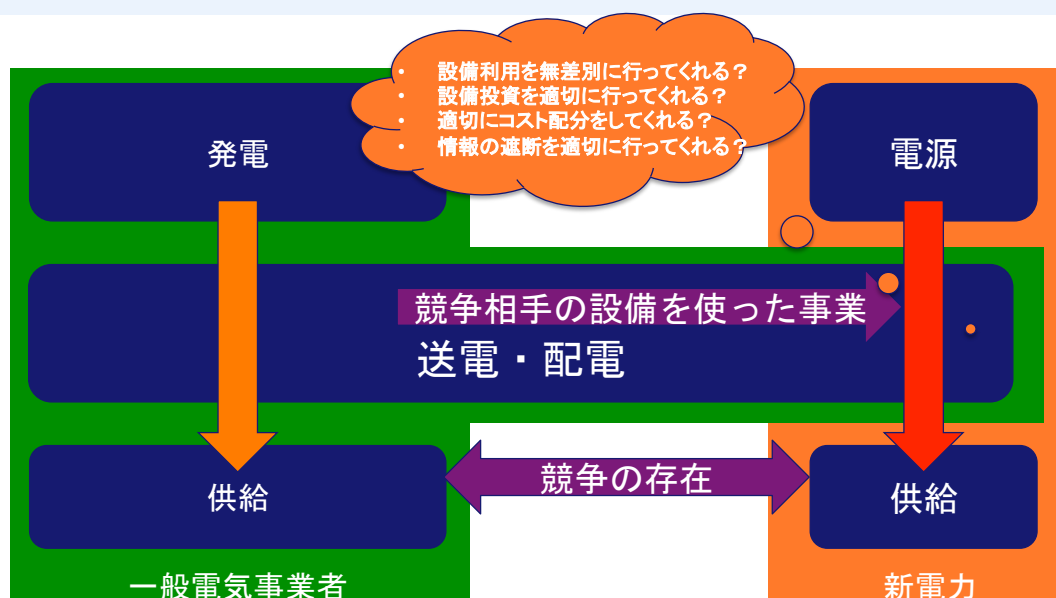 • 設備利用を無差別に行ってくれる？
• 設備投資を適切に行ってくれる？
• 適切にコスト配分をしてくれる？
• 情報の遮断を適切に行ってくれる？
発電
電源
競争相手の設備を使った事業
送電・配電
供給
競争の存在
供給
一般電気事業者
新電力